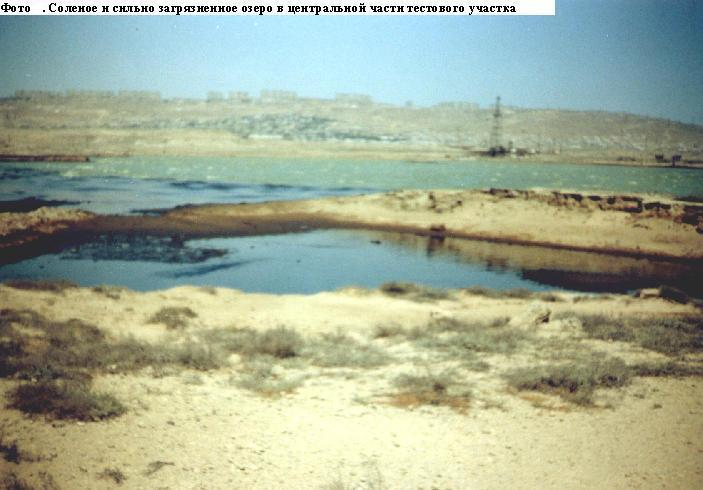 Фото    . Соленое и сильно загрязненное озеро в центральной части тестового участка